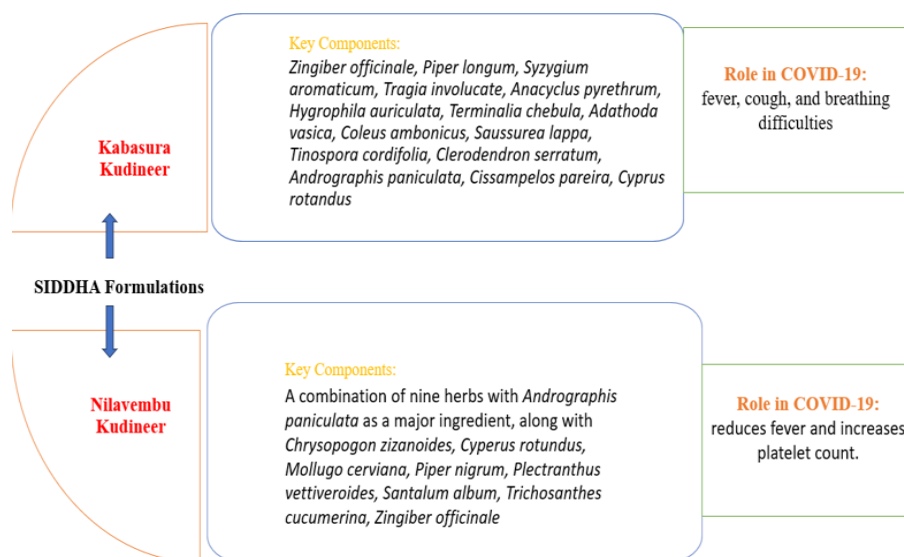 Key Components:
Zingiber officinale, Piper longum, Syzygium
aromaticum, Tragia involucate, Anacyclus pyrethrum,
Hygrophila auriculata, Terminalia chebula, Adathoda
vasica, Coleus ambonicus, Saussurea lappa,
Tinospora cordifolia, Clerodendron serratum,
Andrographis paniculata, Cissampelos pareira, Cyprus
rotandus
Role in COVID-19:
fever, cough, and breathing
difficulties
Kabasura
Kudineer
SIDDHA Formulations
Nilavembu
Kudineer
Key Components:
A combination of nine herbs with Andrographis
paniculata as a major ingredient, along with
Chrysopogon zizanoides, Cyperus rotundus,
Mollugo cerviana, Piper nigrum, Plectranthus
vettiveroides, Santalum album, Trichosanthes
cucumerina, Zingiber officinale
Role in COVID-19:
reduces fever and increases
platelet count.